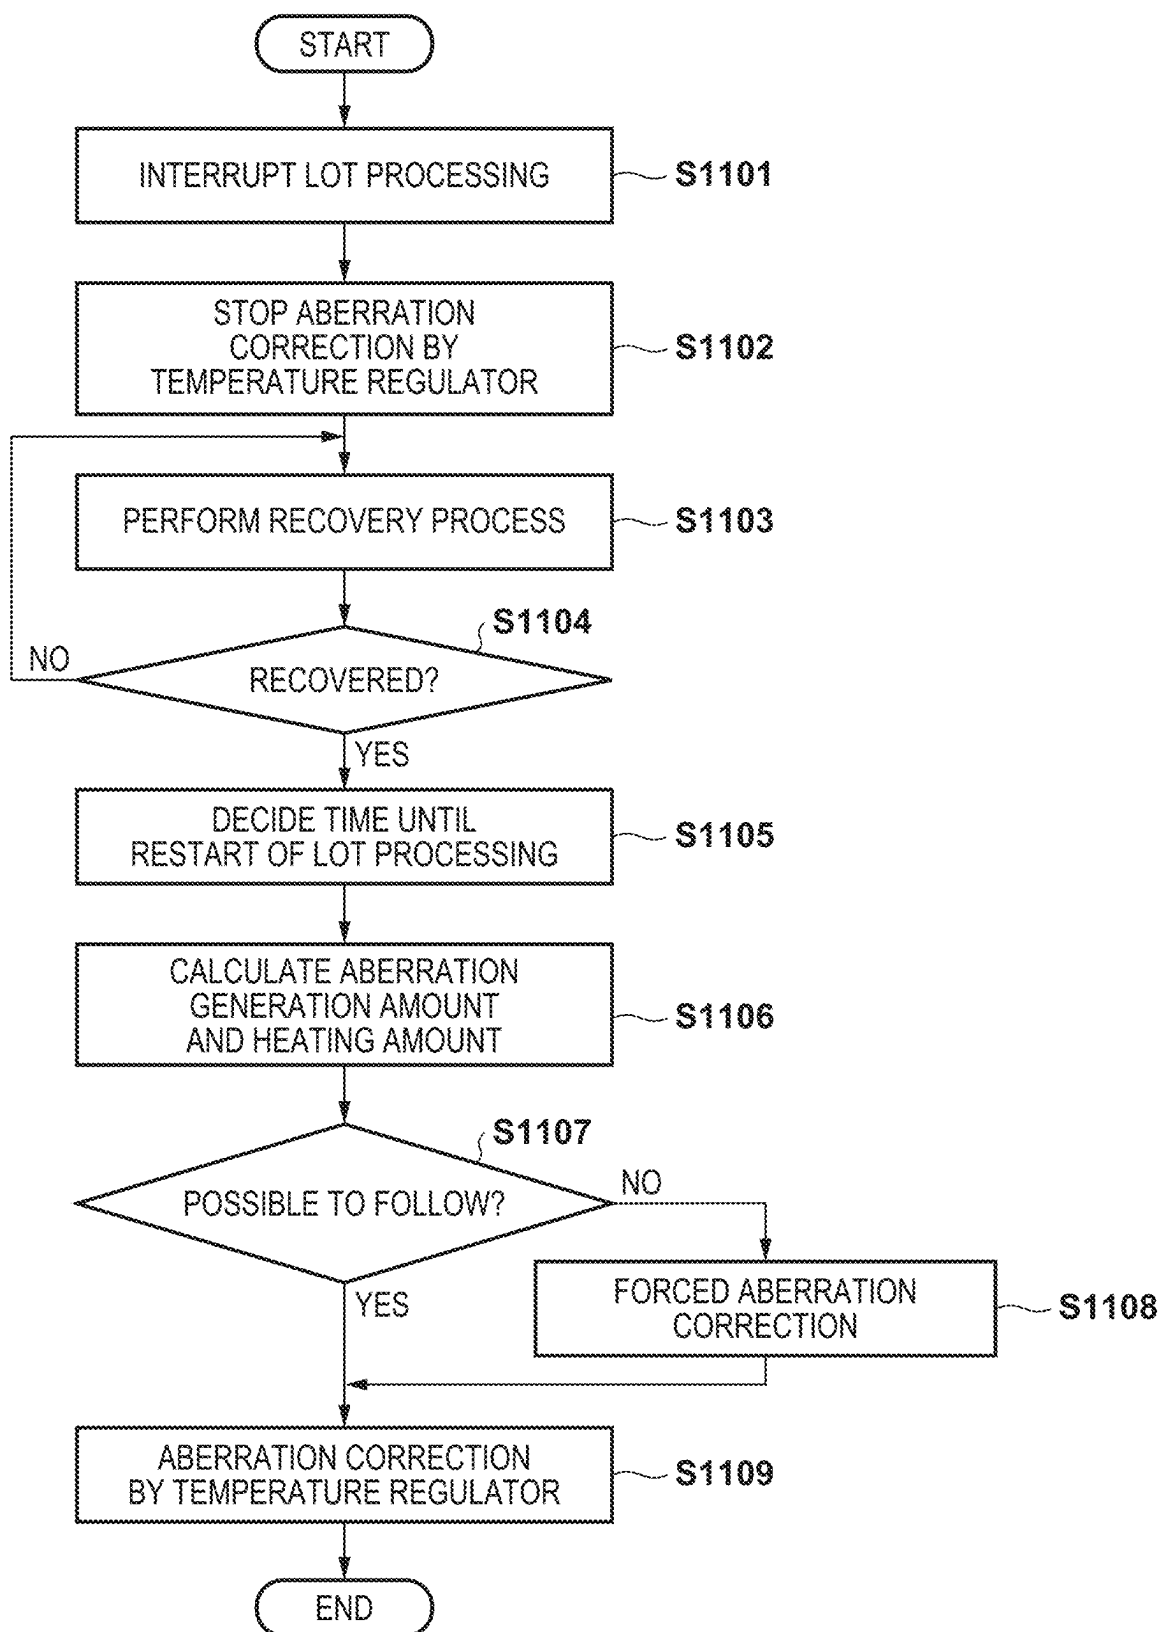 START
INTERRUPT LOT PROCESSING
S1101
STOP ABERRATION
CORRECTION BY
TEMPERATURE REGULATOR
S1102
PERFORM RECOVERY PROCESS
S1103
S1104
NO
RECOVERED?
YES
DECIDE TIME UNTIL
RESTART OF LOT PROCESSING
S1105
CALCULATE ABERRATION
GENERATION AMOUNT
AND HEATING AMOUNT
S1106
S1107
POSSIBLE TO FOLLOW?
NO
YES
FORCED ABERRATION
CORRECTION
S1108
ABERRATION CORRECTION
BY TEMPERATURE REGULATOR
S1109
END